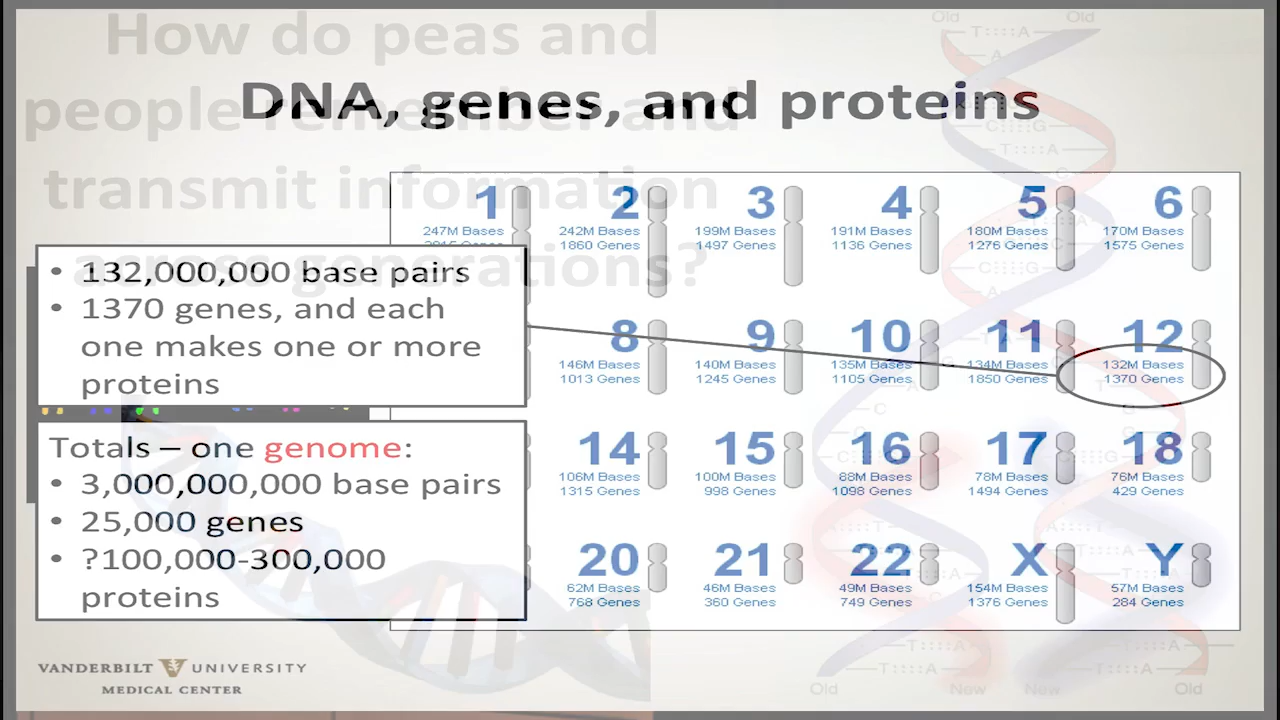 How do peas and
people remember and
transmit information
across generations?
DNA, genes, and proteins
1
247M Bases
2
242M Bases
1860 Genes
3
199M Bases
1497 Genes
4
191M Bases
1136 Genes
5
180M Bases
1276 Genes
6
170M Bases
1575 Genes
• 132,000,000 base pairs
• 1370 genes, and each
one makes one or more
proteins
8
146M Bases
1013 Genes
9
140M Bases
1245 Genes
10
135M Bases
1105 Genes
11
134M Bases
1850 Genes
12
132M Bases
1370 Genes
Totals – one genome:
• 3,000,000,000 base pairs
• 25,000 genes
• ?100,000-300,000
proteins
14
106M Bases
1315 Genes
15
100M Bases
998 Genes
16
88M Bases
1098 Genes
17
78M Bases
1494 Genes
18
76M Bases
429 Genes
20
62M Bases
768 Genes
21
46M Bases
360 Genes
22
49M Bases
749 Genes
X
154M Bases
1376 Genes
Y
57M Bases
284 Genes
VANDERBILT UNIVERSITY
MEDICAL CENTER
Old Old
Old New New Old